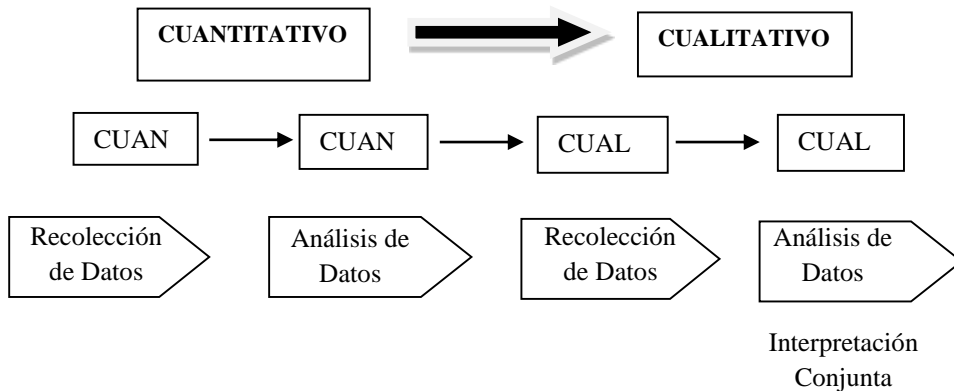 CUANTITATIVO
CUALITATIVO
CUAN
CUAN
CUAL
CUAL
Recolección
de Datos
Análisis de
Datos
Recolección
de Datos
Análisis de
Datos
Interpretación
Conjunta